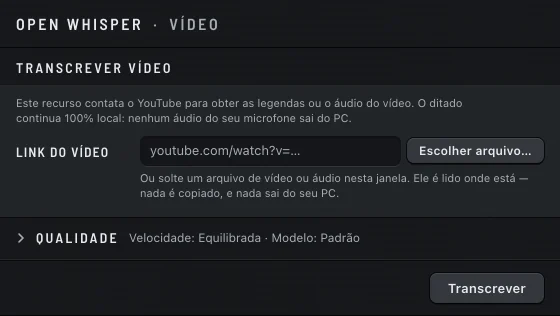 OPEN WHISPER · VÍDEO
TRANSCREVER VÍDEO
Este recurso contata o YouTube para obter as legendas ou o áudio do vídeo. O ditado
continua 100% local: nenhum áudio do seu microfone sai do PC.
LINK DO VÍDEO youtube.com/watch?v=... Escolher arquivo...
Ou solte um arquivo de vídeo ou áudio nesta janela. Ele é lido onde está —
nada é copiado, e nada sai do seu PC.
QUALIDADE Velocidade: Equilibrada · Modelo: Padrão
Transcrever